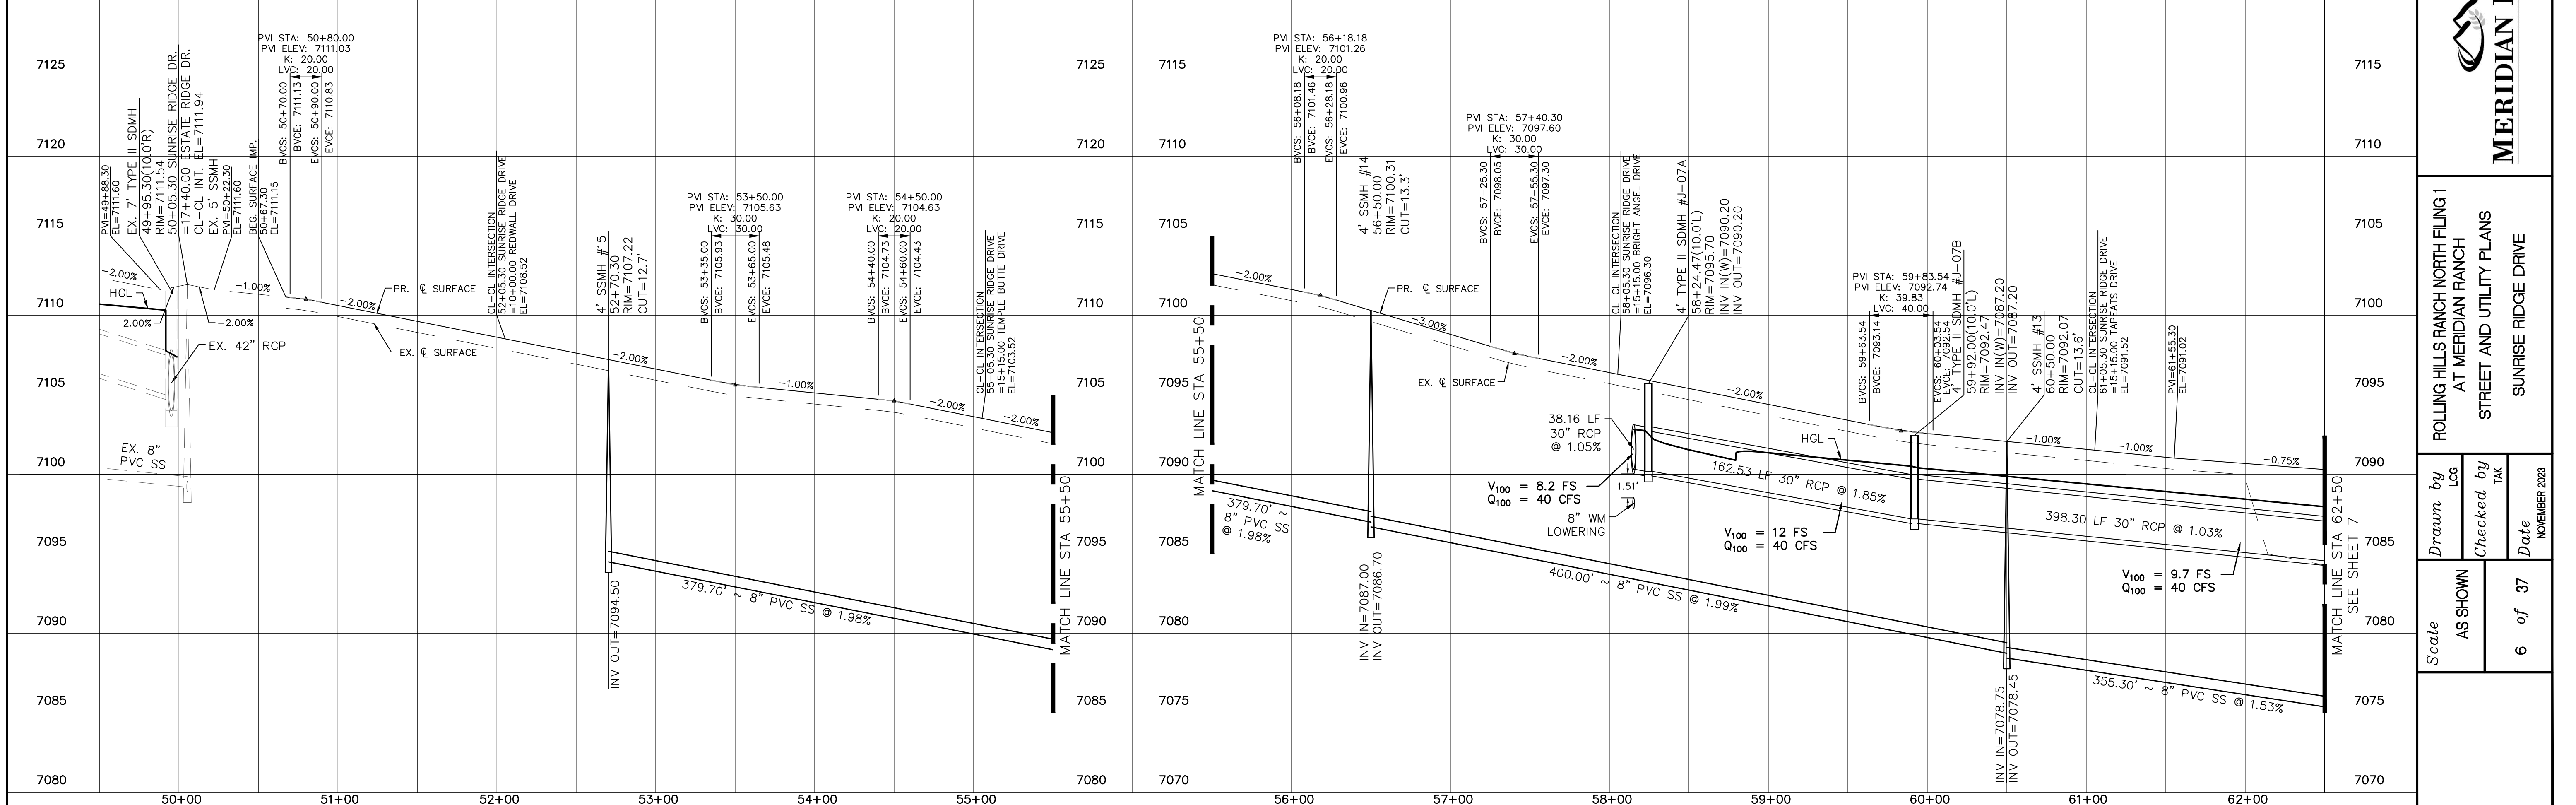 7125
7120
7115
7110
7105
7100
7095
7090
7085
7080
PVI=49+88.30
EL=7111.60
EX. 7' TYPE II SDMH
49+95.30(10.0'R)
RIM=7111.54
50+05.30 SUNRISE RIDGE DR.
=17+40.00 ESTATE RIDGE DR.
CL-CL INT. EL=7111.94
EX. 5' SSMH
PVI=50+22.30
EL=7111.60
BEG. SURFACE IMP.
50+67.30
EL=7111.15
PVI STA: 50+80.00
PVI ELEV: 7111.03
K: 20.00
LVC: 20.00
BVCS: 50+70.00
BVCE: 7111.13
EVCS: 50+90.00
EVCE: 7110.83
-2.00%
HGL
2.00%
-2.00%
-1.00%
-2.00%
PR. ℄ SURFACE
EX. ℄ SURFACE
EX. 42" RCP
EX. 8"
PVC SS
CL-CL INTERSECTION
52+05.30 SUNRISE RIDGE DRIVE
=10+00.00 REDWALL DRIVE
EL=7108.52
4' SSMH #15
52+70.30
RIM=7107.22
CUT=12.7'
-2.00%
INV OUT=7094.50
PVI STA: 53+50.00
PVI ELEV: 7105.63
K: 30.00
LVC: 30.00
BVCS: 53+35.00
BVCE: 7105.93
EVCS: 53+65.00
EVCE: 7105.48
-1.00%
PVI STA: 54+50.00
PVI ELEV: 7104.63
K: 20.00
LVC: 20.00
BVCS: 54+40.00
BVCE: 7104.73
EVCS: 54+60.00
EVCE: 7104.43
-2.00%
-2.00%
CL-CL INTERSECTION
55+05.30 SUNRISE RIDGE DRIVE
=15+15.00 TEMPLE BUTTE DRIVE
EL=7103.52
379.70' ~ 8" PVC SS @ 1.98%
MATCH LINE STA 55+50
7125
7120
7115
7110
7105
7100
7095
7090
7085
7080
50+00
51+00
52+00
53+00
54+00
55+00
7115
7110
7105
7100
7095
7090
7085
7080
7075
7070
MATCH LINE STA 55+50
-2.00%
PVI STA: 56+18.18
PVI ELEV: 7101.26
K: 20.00
LVC: 20.00
BVCS: 56+08.18
BVCE: 7101.46
EVCS: 56+28.18
EVCE: 7100.96
4' SSMH #14
56+50.00
RIM=7100.31
CUT=13.3'
PR. ℄ SURFACE
-3.00%
EX. ℄ SURFACE
379.70' ~
8" PVC SS
@ 1.98%
INV IN=7087.00
INV OUT=7086.70
PVI STA: 57+40.30
PVI ELEV: 7097.60
K: 30.00
LVC: 30.00
BVCS: 57+25.30
BVCE: 7098.05
EVCS: 57+55.30
EVCE: 7097.30
-2.00%
CL-CL INTERSECTION
58+05.30 SUNRISE RIDGE DRIVE
=15+15.00 BRIGHT ANGEL DRIVE
EL=7096.30
4' TYPE II SDMH #J-07A
58+24.47(10.0'L)
RIM=7095.70
INV IN(W)=7090.20
INV OUT=7090.20
-2.00%
38.16 LF
30" RCP
@ 1.05%
V100 = 8.2 FS
Q100 = 40 CFS
1.51'
8" WM
LOWERING
HGL
162.53 LF 30" RCP @ 1.85%
V100 = 12 FS
Q100 = 40 CFS
400.00' ~ 8" PVC SS @ 1.99%
PVI STA: 59+83.54
PVI ELEV: 7092.74
K: 39.83
LVC: 40.00
BVCS: 59+63.54
BVCE: 7093.14
EVCS: 60+03.54
EVCE: 7092.54
4' TYPE II SDMH #J-07B
59+92.000(10.0'L)
RIM=7092.47
INV IN(W)=7087.20
INV OUT=7087.20
4' SSMH #13
60+50.00
RIM=7092.07
CUT=13.6'
CL-CL INTERSECTION
61+05.30 SUNRISE RIDGE DRIVE
=15+15.00 TAPEATS DRIVE
EL=7091.52
PVI=61+55.30
EL=7091.02
-1.00%
-1.00%
-0.75%
398.30 LF 30" RCP @ 1.03%
V100 = 9.7 FS
Q100 = 40 CFS
355.30' ~ 8" PVC SS @ 1.53%
INV IN=7078.75
INV OUT=7078.45
MATCH LINE STA 62+50
SEE SHEET 7
7115
7110
7105
7100
7095
7090
7085
7080
7075
7070
56+00
57+00
58+00
59+00
60+00
61+00
62+00
MERIDIAN
ROLLING HILLS RANCH NORTH FILING 1
AT MERIDIAN RANCH
STREET AND UTILITY PLANS
SUNRISE RIDGE DRIVE
Drawn by
LCG
Checked by
TAK
Date
NOVEMBER 2023
Scale
AS SHOWN
6 of 37